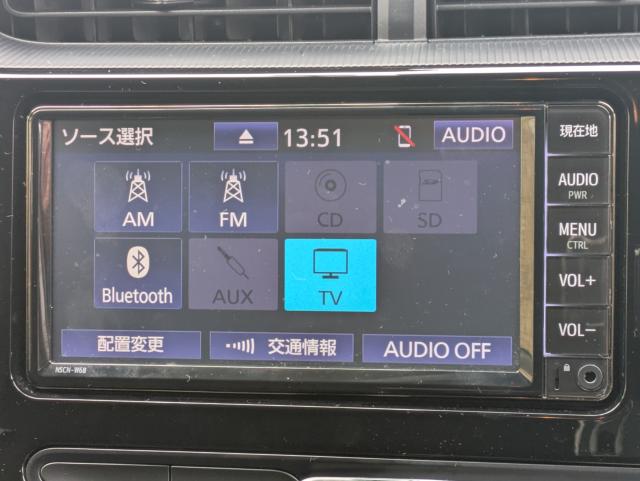 ソース選択 13:51 AUDIO
AM FM CD SD
Bluetooth AUX TV
配置変更 交通情報 AUDIO OFF
NSCN-W68
現在地
AUDIO
PWR
MENU
CTRL
VOL+
VOL−